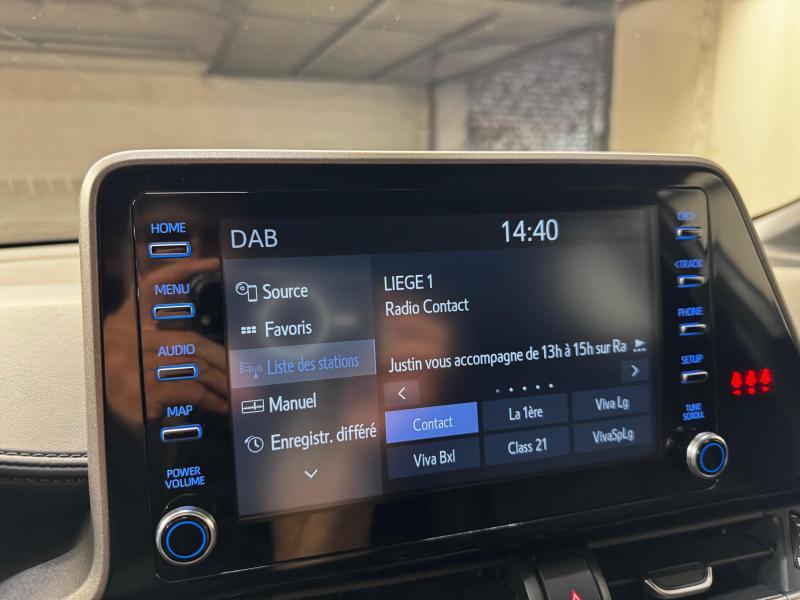 HOME
MENU
AUDIO
MAP
POWER
VOLUME
DAB
14:40
Source
Favoris
Liste des stations
Manuel
Enregistr. différé
LIEGE 1
Radio Contact
Justin vous accompagne de 13h à 15h sur Ra
Contact
La 1ère
Viva Lg
Viva Bxl
Class 21
VivaSpLg
CH>
<TRACK
PHONE
SETUP
TUNE
SCROLL